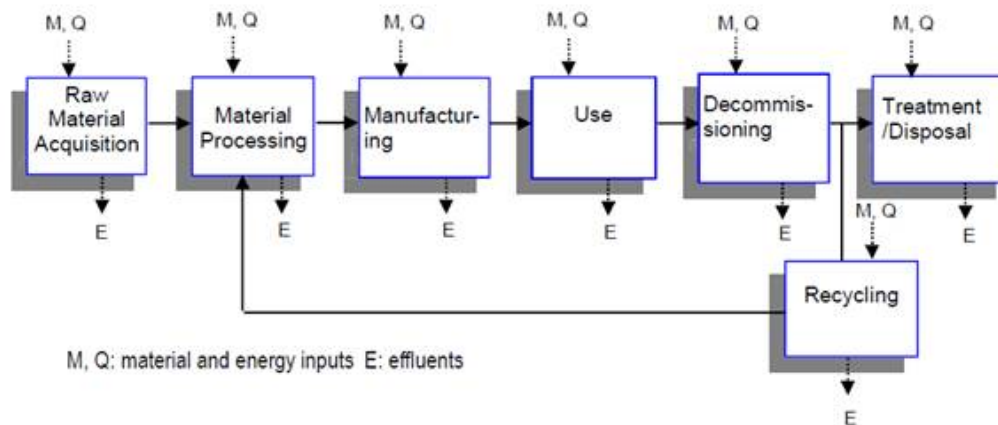 M, Q
M, Q
M, Q
M, Q
M, Q
M, Q
Raw
Material
Acquisition
Material
Processing
Manufactur-
ing
Use
Decommis-
sioning
Treatment
/Disposal
E
E
E
E
E
E
M, Q
Recycling
M, Q: material and energy inputs E: effluents
E